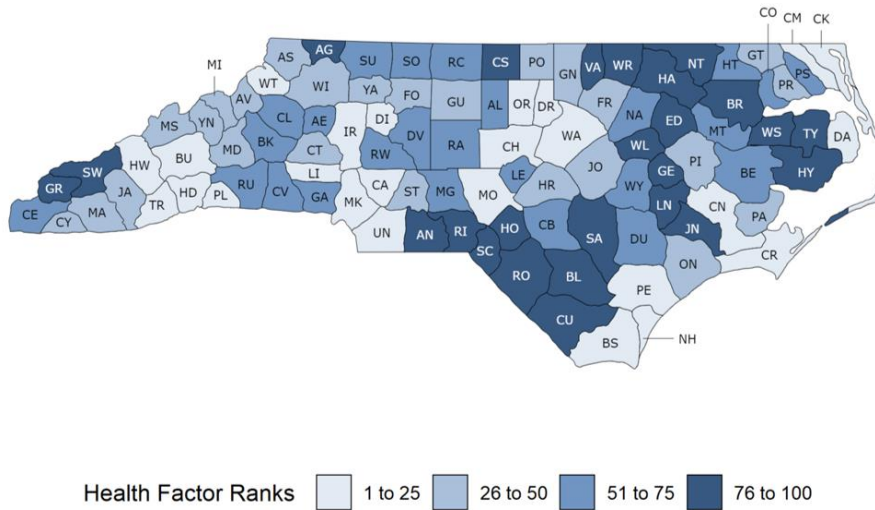 CO CM CK
MI
AS AG SU SO RC CS PO GN VA WR HA NT HT GT PS PR
WT WI YA FO GU AL OR DR FR ED BR
MS YN AV CL AE IR DI DV RA CH WA NA MT WS TY DA
SW HW BU MD BK CT RW WL PI BE HY
GR JA HD RU CV LI CA ST MG MO LE HR JO WY GE
CE CY MA TR PL GA MK LN CN PA
UN AN RI SC HO CB SA DU JN ON CR
RO BL PE
CU BS NH
Health Factor Ranks 1 to 25 26 to 50 51 to 75 76 to 100